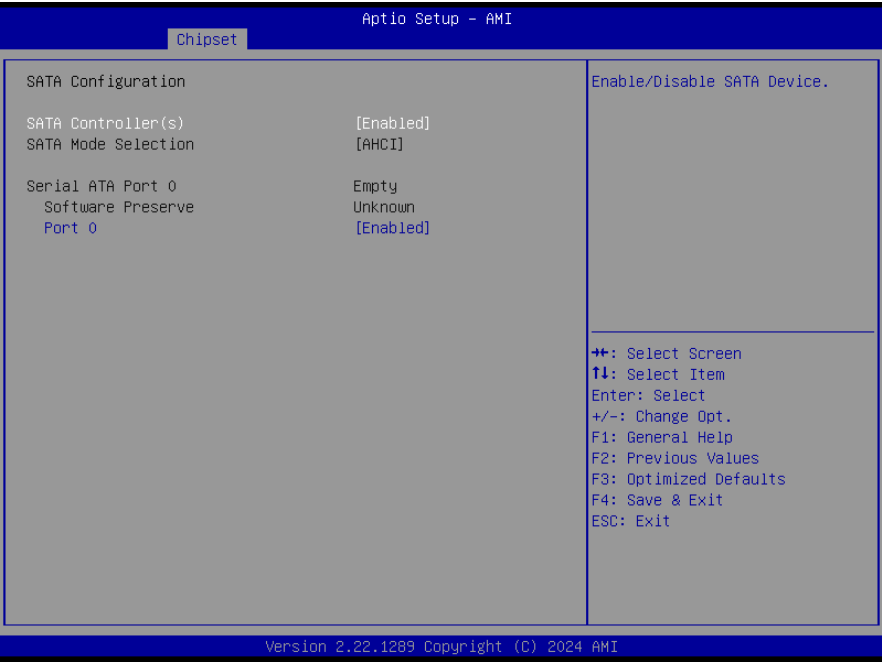 Aptio Setup - AMI
Chipset
SATA Configuration
SATA Controller(s) [Enabled]
SATA Mode Selection [AHCI]
Serial ATA Port 0 Empty
Software Preserve Unknown
Port 0 [Enabled]
Enable/Disable SATA Device.
→←: Select Screen
↑↓: Select Item
Enter: Select
+/-: Change Opt.
F1: General Help
F2: Previous Values
F3: Optimized Defaults
F4: Save & Exit
ESC: Exit
Version 2.22.1289 Copyright (C) 2024 AMI